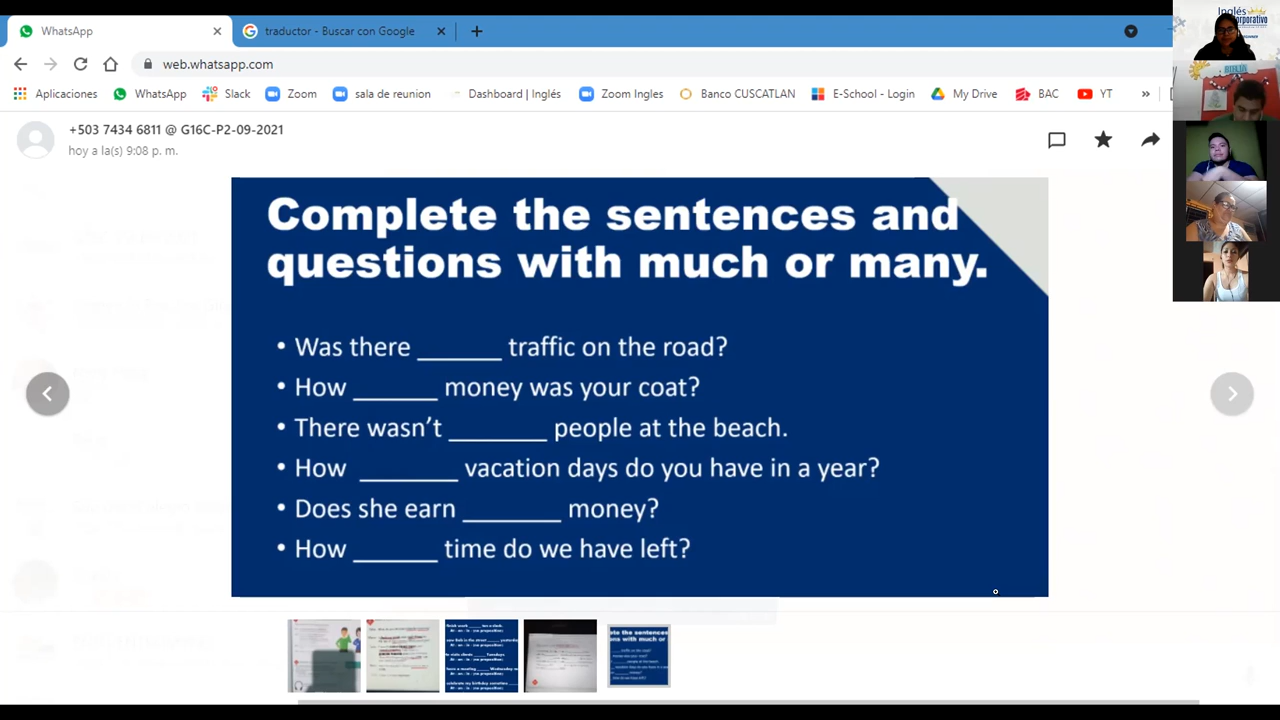 WhatsApp
traductor - Buscar con Google
web.whatsapp.com
Aplicaciones WhatsApp Slack Zoom sala de reunion Dashboard | Inglés Zoom Ingles Banco CUSCATLAN E-School - Login My Drive BAC YT
+503 7434 6811 @ G16C-P2-09-2021
hoy a la(s) 9:08 p. m.
Complete the sentences and
questions with much or many.
• Was there _______ traffic on the road?
• How _______ money was your coat?
• There wasn't ________ people at the beach.
• How ________ vacation days do you have in a year?
• Does she earn ________ money?
• How _______ time do we have left?
Inglés